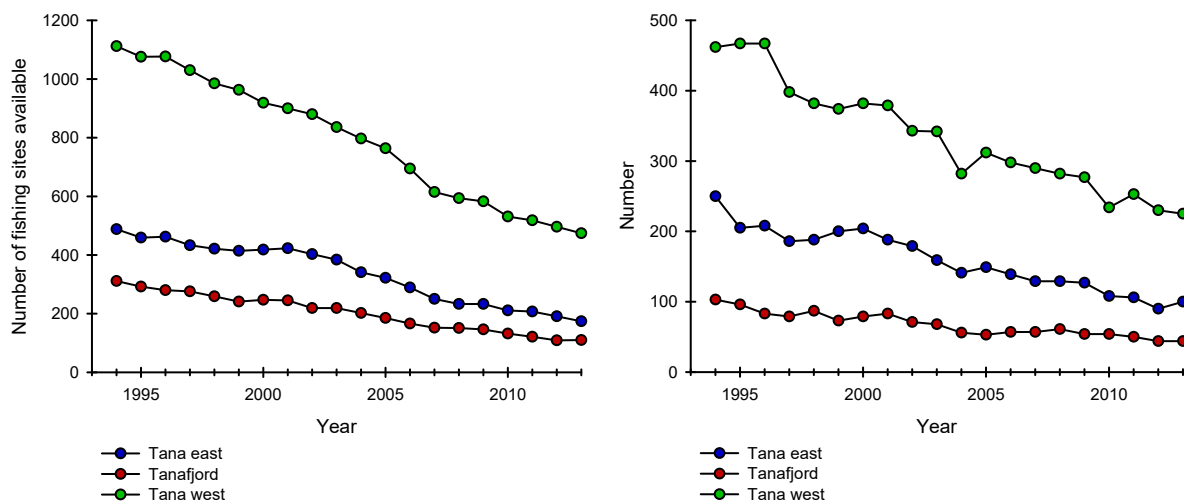 Number of fishing sites available
1200
1000
800
600
400
200
0
1995
2000
2005
2010
Year
Tana east
Tanafjord
Tana west
Number
500
400
300
200
100
0
1995
2000
2005
2010
Year
Tana east
Tanafjord
Tana west